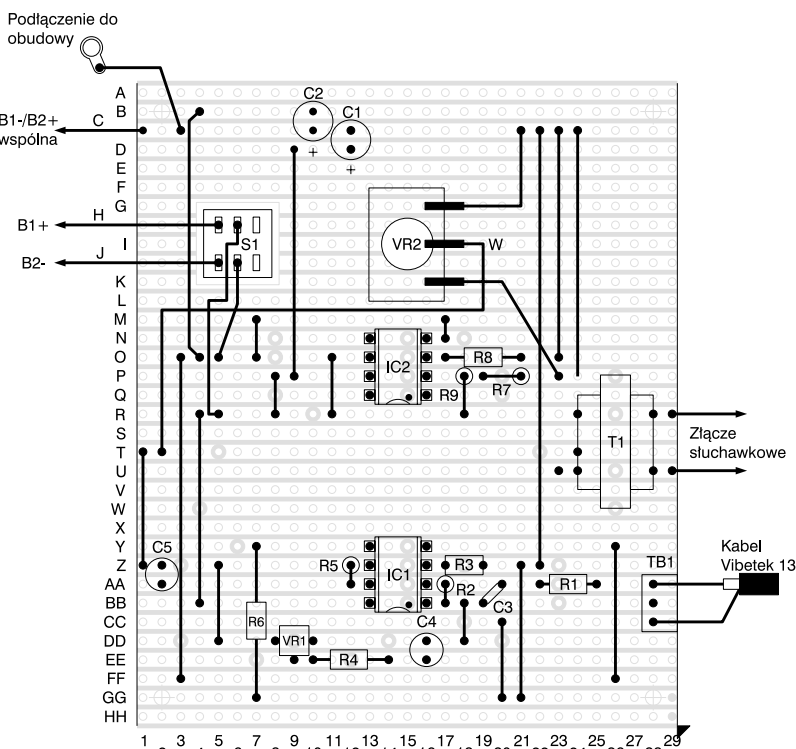 Podłączenie do
obudowy
A
B
C2
C1
B1-/B2+
C
wspólna
D
+
+
E
F
G
B1+
H
S1
VR2
W
I
B2-
J
K
L
M
N
O
IC2
R8
P
R9
R7
Q
R
S
T1
Złącze
słuchawkowe
T
U
V
W
X
Y
C5
Z
R5
IC1
R3
TB1
Kabel
Vibetek 13
AA
R2
R1
BB
C3
CC
R6
C4
DD
VR1
EE
R4
FF
GG
HH
1 3 5 7 9 11 13 15 17 19 21 23 25 27 29